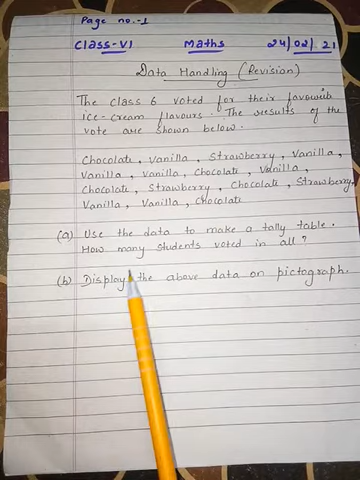 Page no.-1
Class-VI Maths 24/02/21
Data Handling (Revision)
The class 6 voted for their favourite
ice-cream flavours. The results of the
vote are shown below.
Chocolate, Vanilla, Strawberry, Vanilla,
Vanilla, vanilla, Chocolate, Vanilla,
Chocolate, Strawberry, Chocolate, Strawberry,
Vanilla, Vanilla, Chocolate
(a) Use the data to make a tally table.
How many students voted in all?
(b) Display the above data on pictograph.